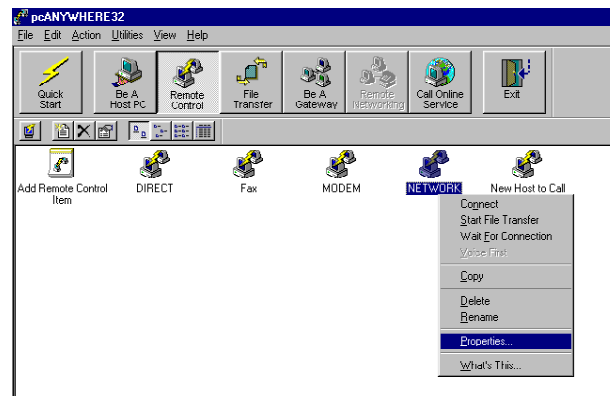 pcANYWHERE32
File Edit Action Utilities View Help
Quick
Start
Be A
Host PC
Remote
Control
File
Transfer
Be A
Gateway
Remote
Networking
Call Online
Service
Exit
Add Remote Control
Item
DIRECT
Fax
MODEM
NETWORK
New Host to Call
Connect
Start File Transfer
Wait For Connection
Voice First
Copy
Delete
Rename
Properties...
What's This...